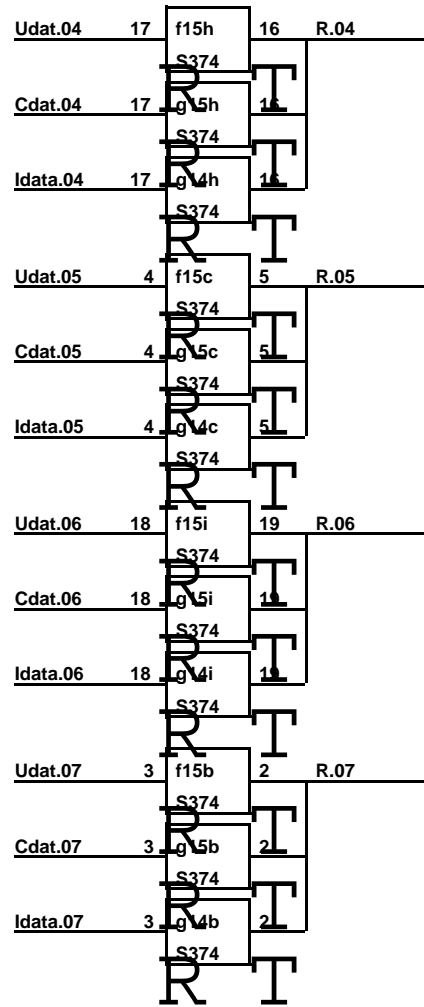 Udat.04 17 f15h 16 R.04
S374
R T
Cdat.04 17 g15h 16
S374
R T
Idata.04 17 g14h 16
S374
R T
Udat.05 4 f15c 5 R.05
S374
R T
Cdat.05 4 g15c 5
S374
R T
Idata.05 4 g14c 5
S374
R T
Udat.06 18 f15i 19 R.06
S374
R T
Cdat.06 18 g15i 19
S374
R T
Idata.06 18 g14i 19
S374
R T
Udat.07 3 f15b 2 R.07
S374
R T
Cdat.07 3 g15b 2
S374
R T
Idata.07 3 g14b 2
S374
R T